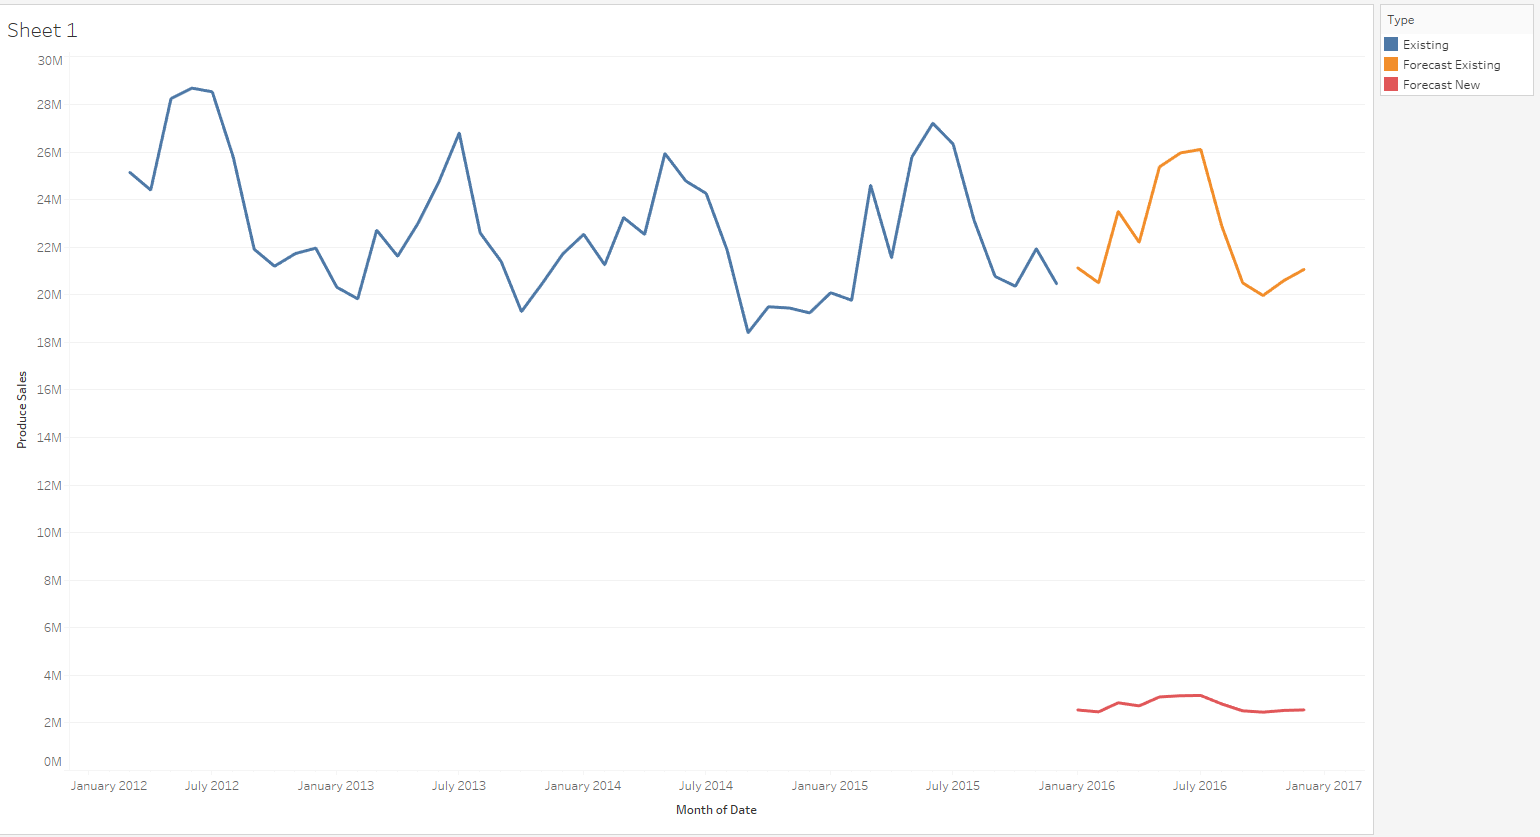 Sheet 1
30M
28M
26M
24M
22M
20M
18M
16M
14M
12M
10M
8M
6M
4M
2M
0M
Produce Sales
January 2012 July 2012 January 2013 July 2013 January 2014 July 2014 January 2015 July 2015 January 2016 July 2016 January 2017
Month of Date
Type
Existing
Forecast Existing
Forecast New